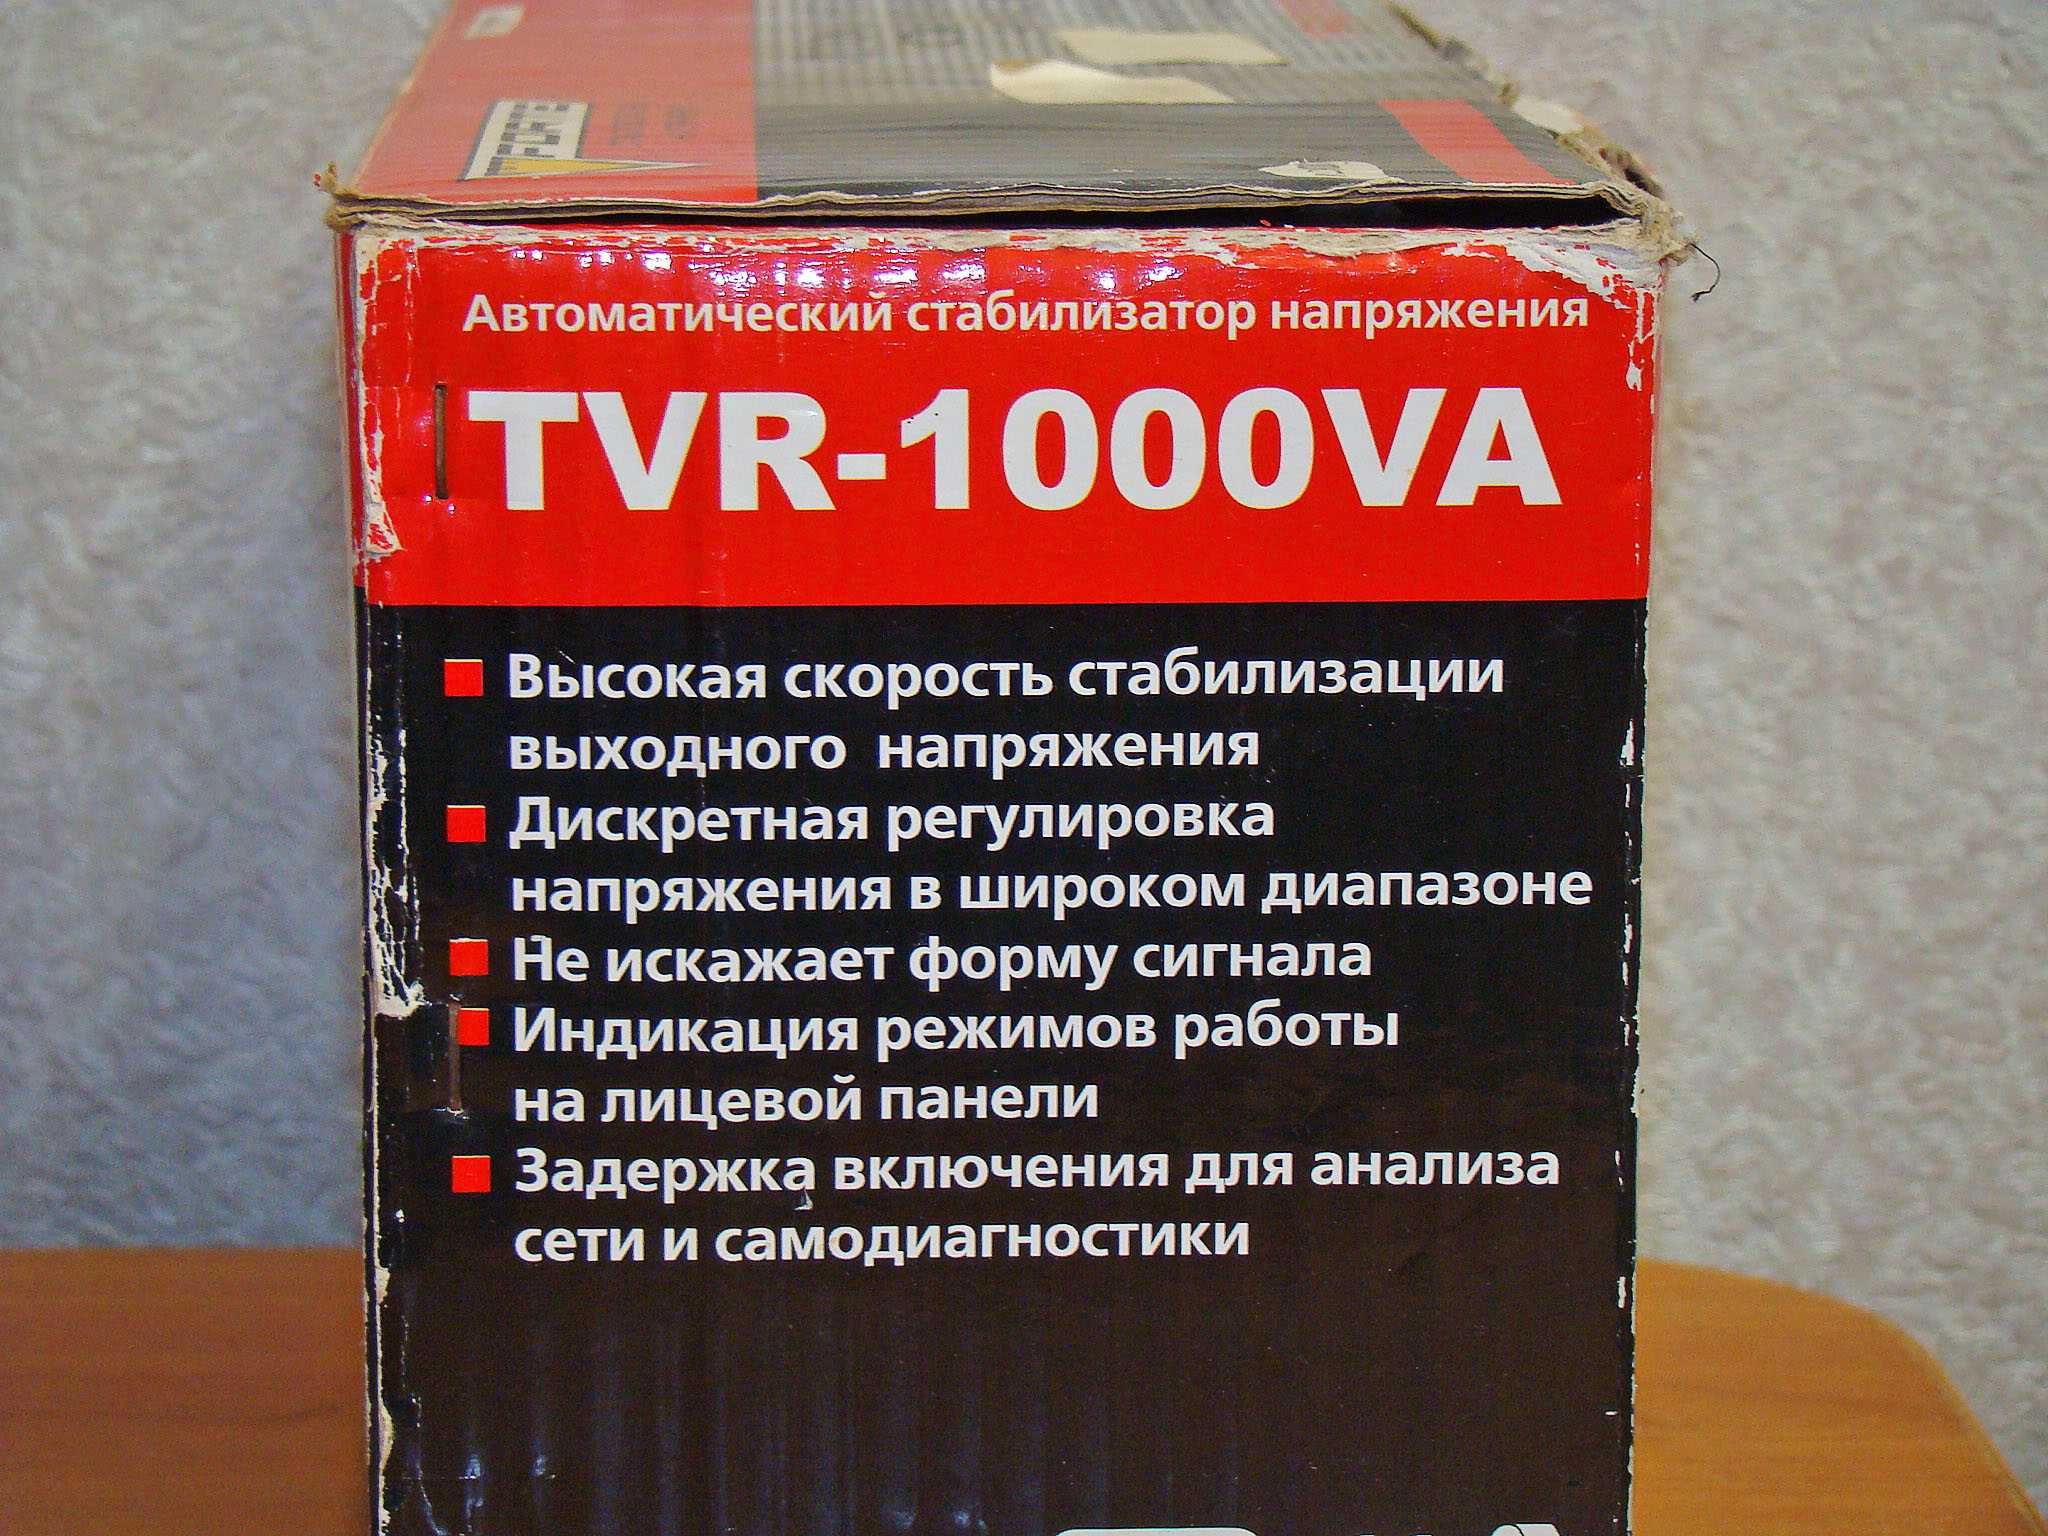 FORTE
Автоматический стабилизатор напряжения
TVR-1000VA
Высокая скорость стабилизации
выходного напряжения
Дискретная регулировка
напряжения в широком диапазоне
Не искажает форму сигнала
Индикация режимов работы
на лицевой панели
Задержка включения для анализа
сети и самодиагностики